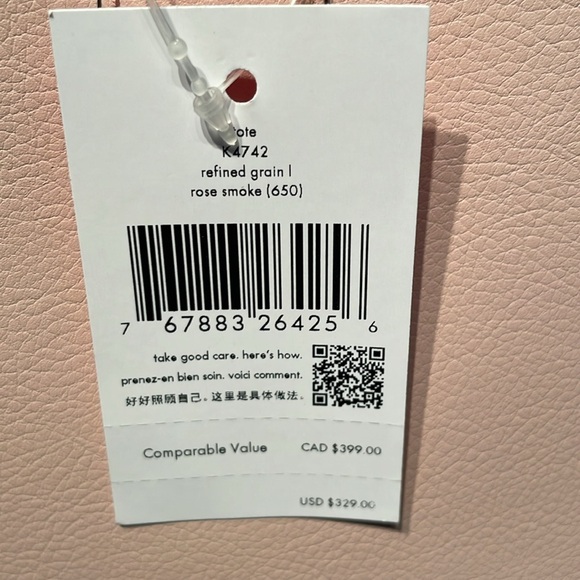 tote
K4742
refined grain l
rose smoke (650)
7 67883 26425 6
take good care. here's how.
prenez-en bien soin. voici comment.
好好照顾自己。这里是具体做法。
Comparable Value CAD $399.00
USD $329.00